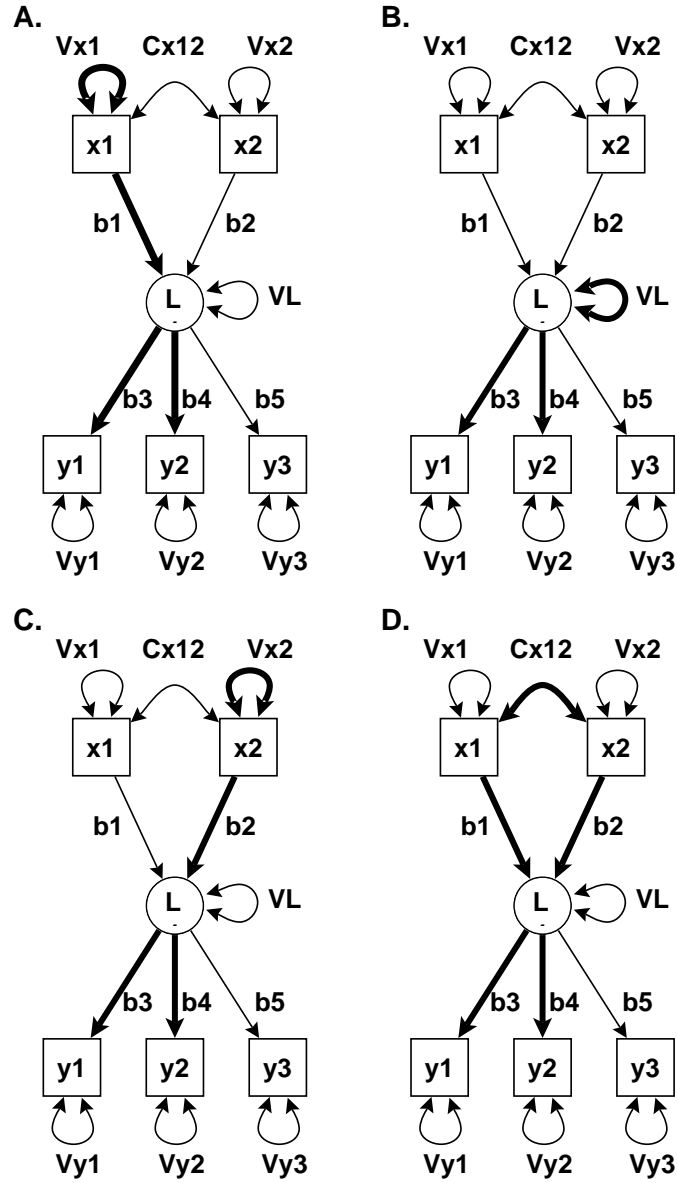 A. B.
Vx1 Cx12 Vx2 Vx1 Cx12 Vx2
x1 x2 x1 x2
b1 b2 b1 b2
L VL L VL
b3 b4 b5 b3 b4 b5
y1 y2 y3 y1 y2 y3
Vy1 Vy2 Vy3 Vy1 Vy2 Vy3
C. D.
Vx1 Cx12 Vx2 Vx1 Cx12 Vx2
x1 x2 x1 x2
b1 b2 b1 b2
L VL L VL
b3 b4 b5 b3 b4 b5
y1 y2 y3 y1 y2 y3
Vy1 Vy2 Vy3 Vy1 Vy2 Vy3